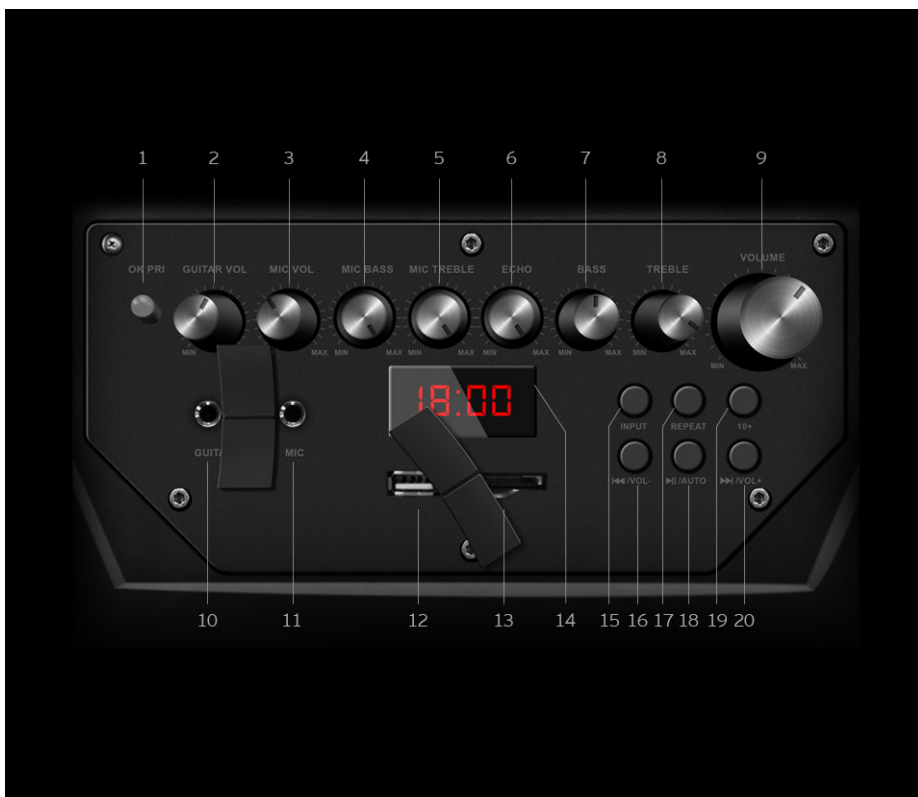 1 2 3 4 5 6 7 8 9
VOLUME
OK PRI GUITAR VOL MIC VOL MIC BASS MIC TREBLE ECHO BASS TREBLE
MIN MAX MIN MAX MIN MAX MIN MAX MIN MAX MIN MAX
MIN MAX
18:00
INPUT REPEAT 10+
MIC
/VOL- /AUTO /VOL+
10 11 12 13 14 15 16 17 18 19 20